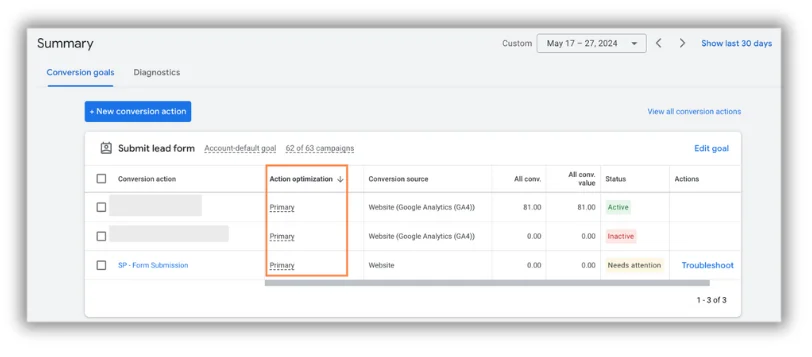 Summary
Custom May 17 – 27, 2024 Show last 30 days
Conversion goals Diagnostics
+ New conversion action View all conversion actions
Submit lead form Account-default goal 62 of 63 campaigns Edit goal
Conversion action Action optimization ↓ Conversion source All conv. All conv. value Status Actions
Primary Website (Google Analytics (GA4)) 81.00 81.00 Active
Primary Website (Google Analytics (GA4)) 0.00 0.00 Inactive
SP - Form Submission Primary Website 0.00 0.00 Needs attention Troubleshoot
1 - 3 of 3